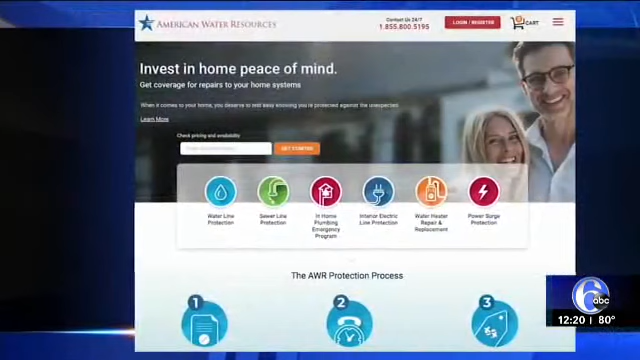 AMERICAN WATER RESOURCES
Contact Us 24/7
1.855.800.5195
LOGIN / REGISTER
CART
Invest in home peace of mind.
Get coverage for repairs to your home systems
When it comes to your home, you deserve to rest easy knowing you're protected against the unexpected.
Learn More
Check pricing and availability
GET STARTED
Water Line
Protection
Sewer Line
Protection
In Home
Plumbing
Emergency
Program
Interior Electric
Line Protection
Water Heater
Repair &
Replacement
Power Surge
Protection
The AWR Protection Process
1
2
3
6
abc
12:20 80°